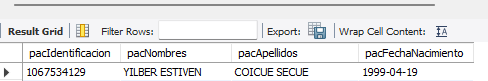 Result Grid Filter Rows: Export: Wrap Cell Content:
pacIdentificacion pacNombres pacApellidos pacFechaNacimiento
1067534129 YILBER ESTIVEN COICUE SECUE 1999-04-19